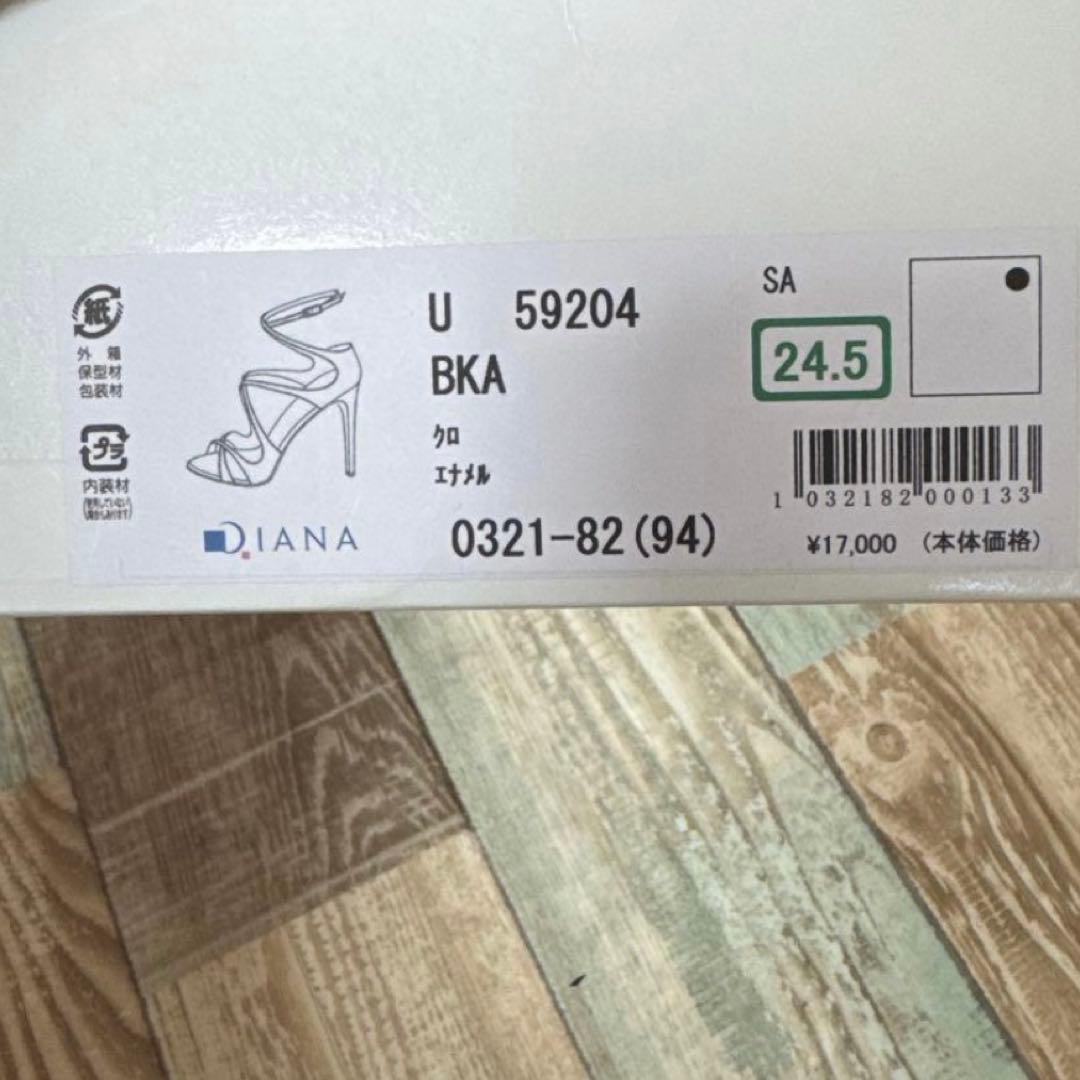 紙
外 箱
保型材
包装材
プラ
内装材
DIANA
U 59204
BKA
クロ
エナメル
0321-82(94)
SA
24.5
1 032182 000133
¥17,000 (本体価格)